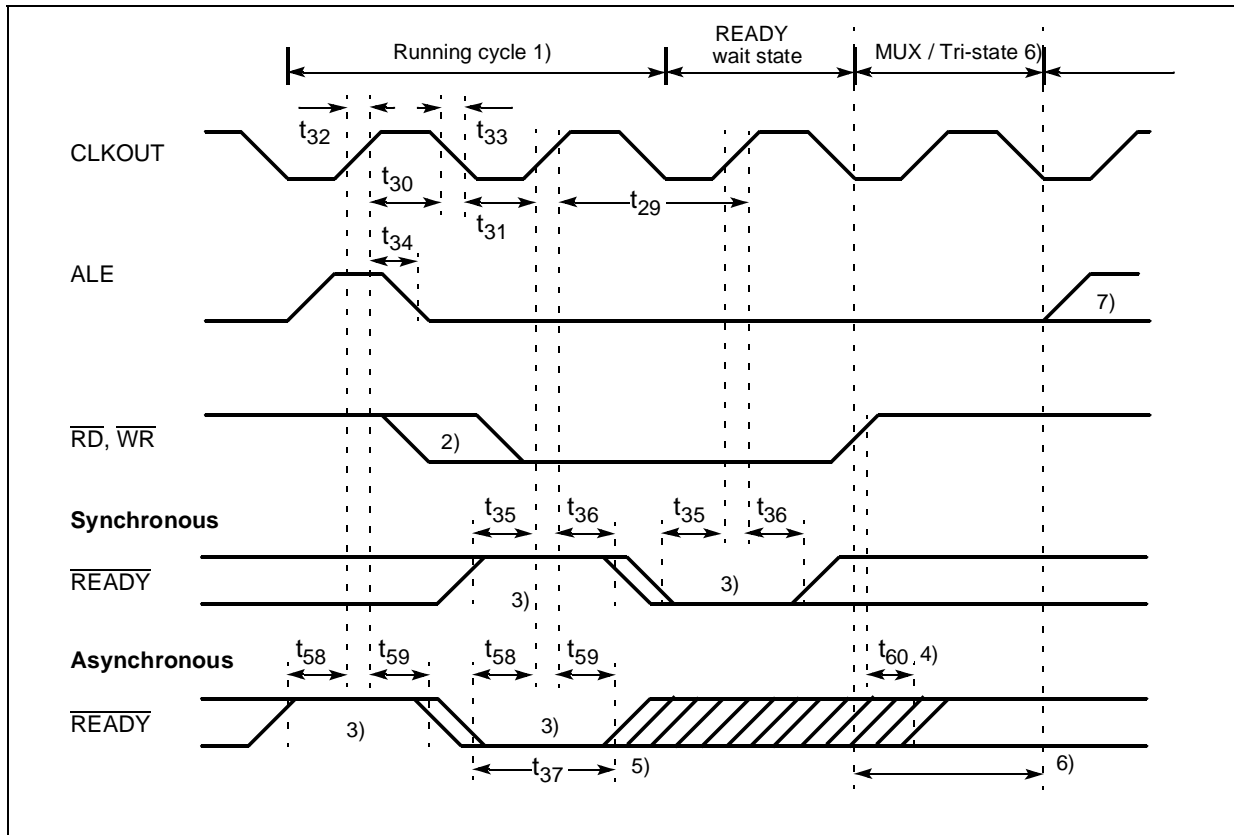 READY
Running cycle 1)
wait state
MUX / Tri-state 6)
t32
t33
CLKOUT
t30
t31
t29
t34
ALE
7)
RD, WR
2)
Synchronous
t35
t36
t35
t36
READY
3)
3)
Asynchronous
t58
t59
t58
t59
t60
4)
READY
3)
3)
t37
5)
6)